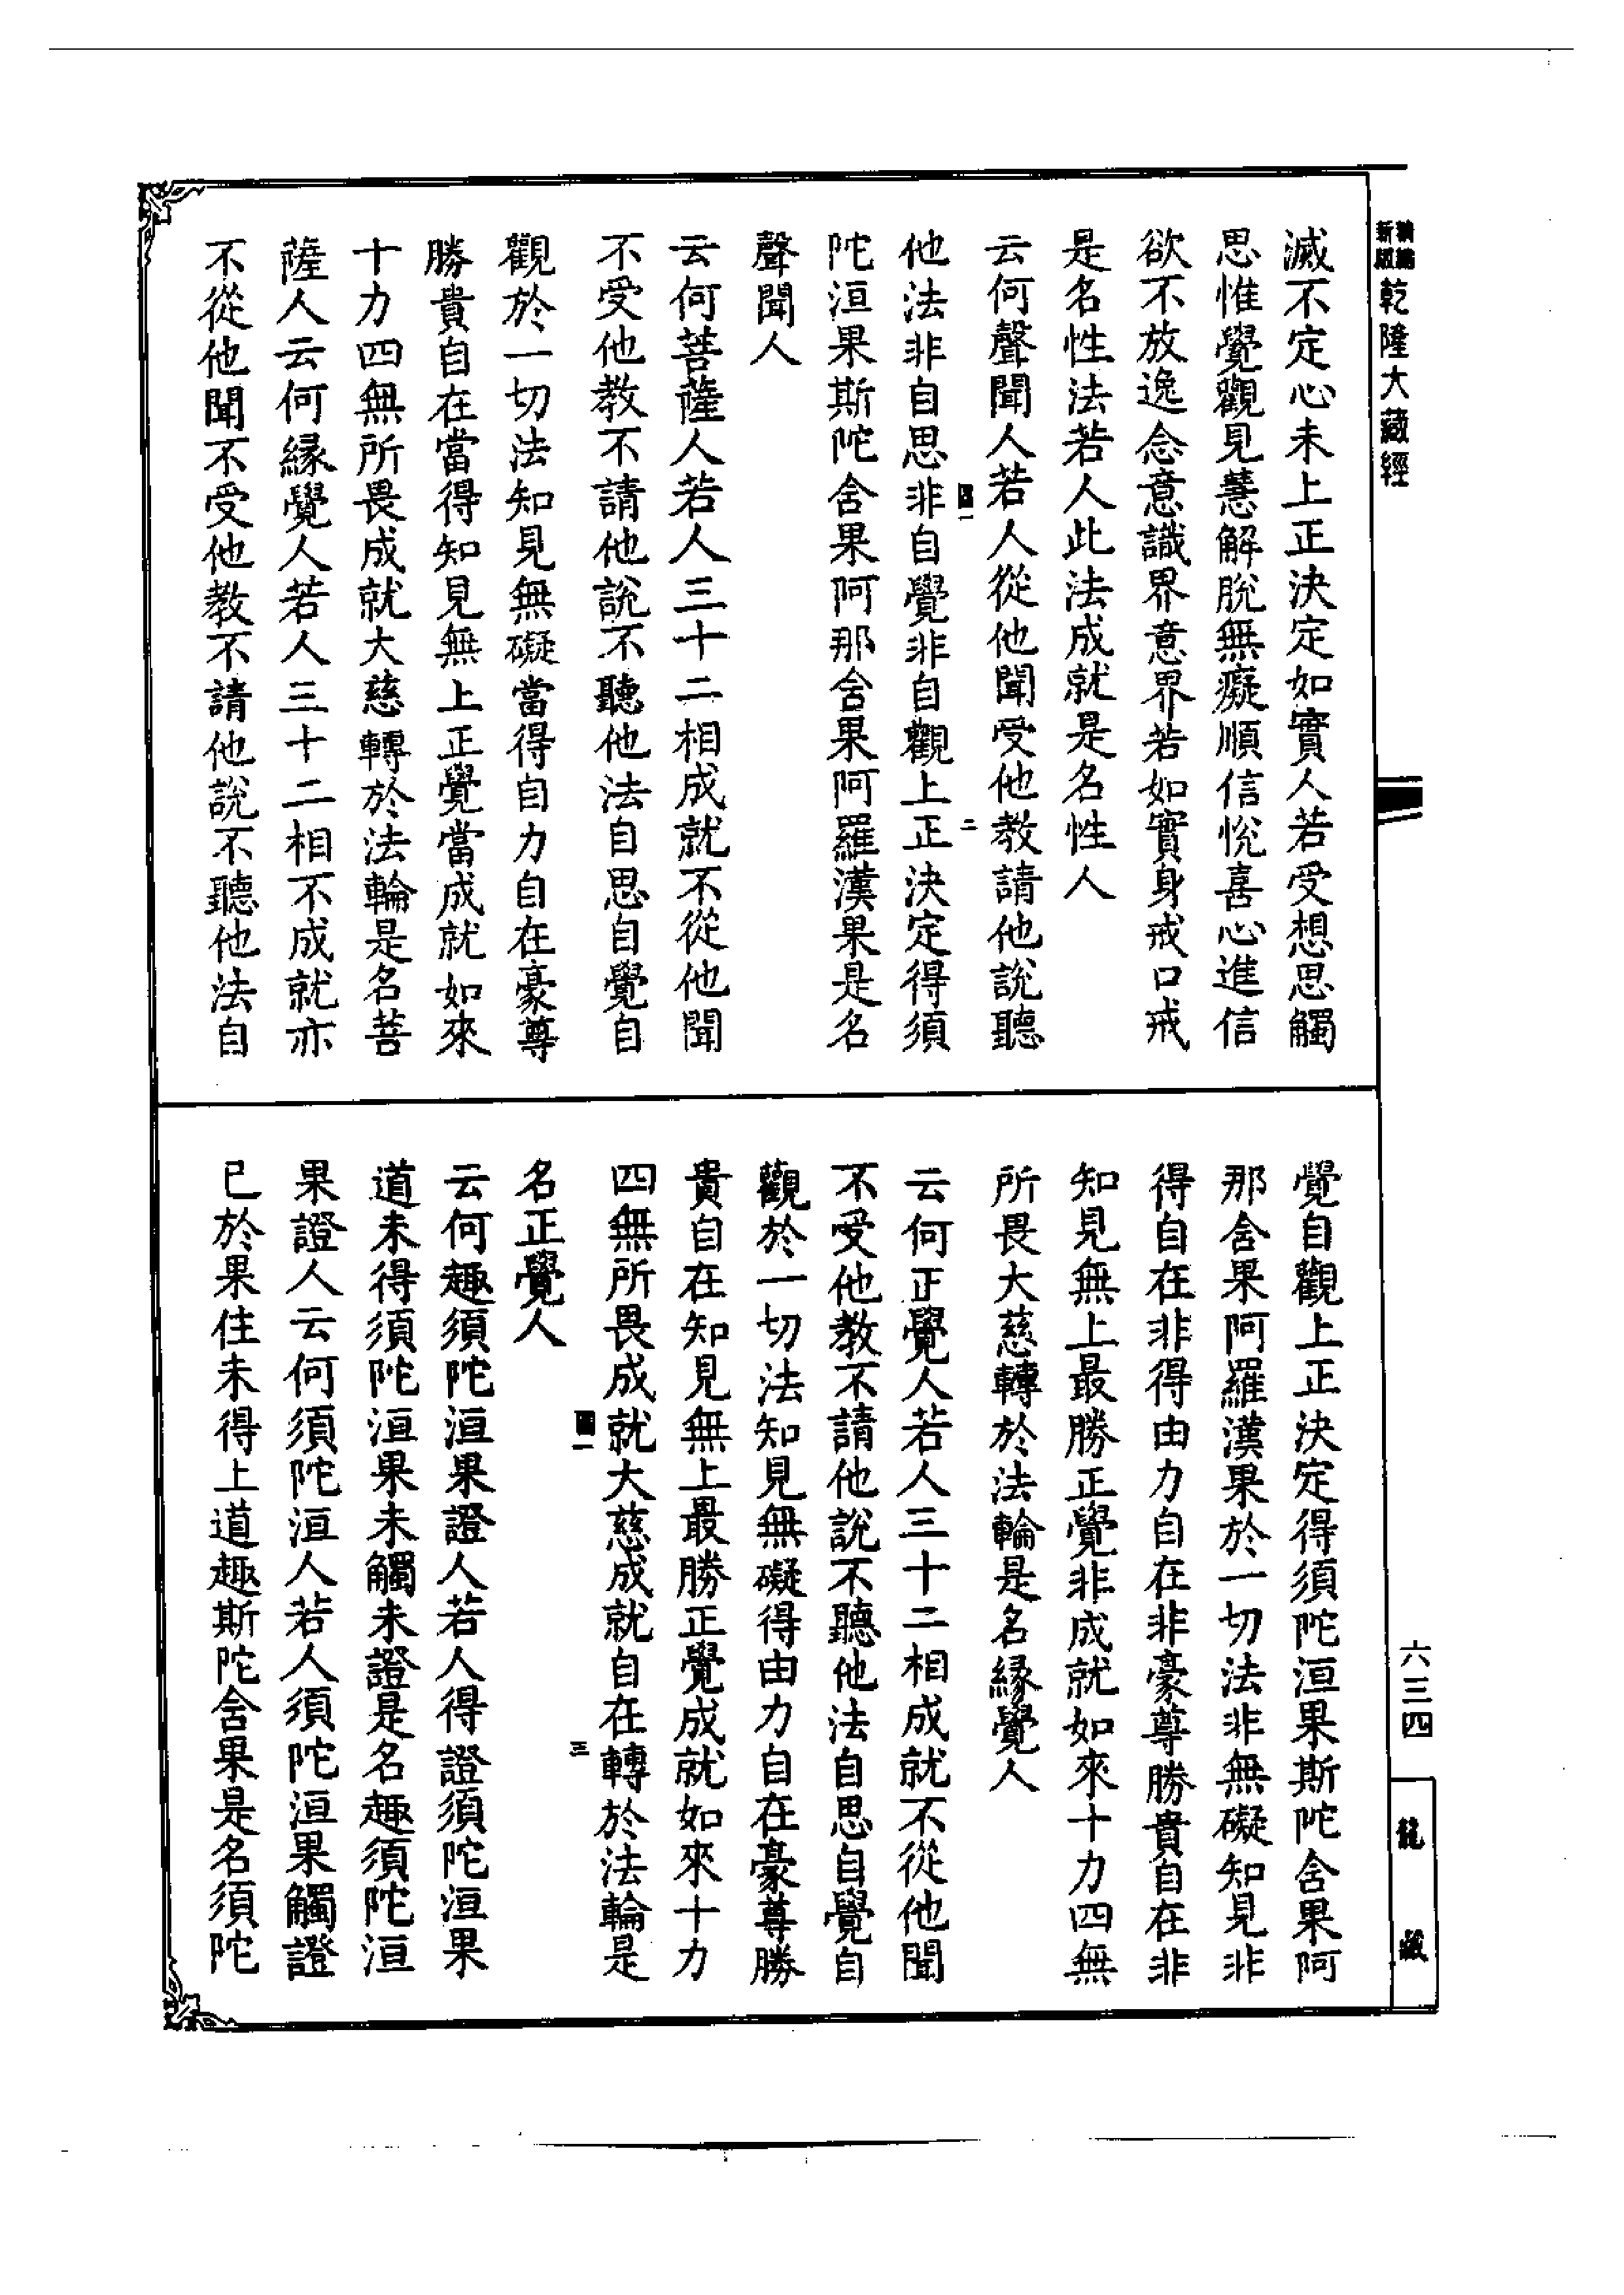 新編
縮版
乾隆大藏經
滅不定心未上正決定如實人若受想思觸
思惟覺觀見慧解脫無癡順信悅喜心進信
欲不放逸念意識界意界若如實身戒口戒
是名性法若人此法成就是名性人
云何聲聞人若人從他聞受他教請他說聽
他法非自思非自覺非自觀上正決定得須
陀洹果斯陀舍果阿那舍果阿羅漢果是名
聲聞人
云何菩薩人若人三十二相成就不從他聞
不受他教不請他說不聽他法自思自覺自
觀於一切法知見無礙當得自力自在豪尊
勝貴自在當得知見無上正覺當成就如來
十力四無所畏成就大慈轉於法輪是名菩
薩人云何緣覺人若人三十二相不成就亦
不從他聞不受他教不請他說不聽他法自
覺自觀上正決定得須陀洹果斯陀舍果阿
那舍果阿羅漢果於一切法非無礙知見非
得自在非得由力自在非豪尊勝貴自在非
知見無上最勝正覺非成就如來十力四無
所畏大慈轉於法輪是名緣覺人
云何正覺人若人三十二相成就不從他聞
不受他教不請他說不聽他法自思自覺自
觀於一切法知見無礙得由力自在豪尊勝
貴自在知見無上最勝正覺成就如來十力
四無所畏成就大慈成就自在轉於法輪是
名正覺人
云何趣須陀洹果證人若人得證須陀洹果
道未得須陀洹果未觸未證是名趣須陀洹
果證人云何須陀洹人若人須陀洹果觸證
已於果住未得上道趣斯陀舍果是名須陀
六三四
龍藏